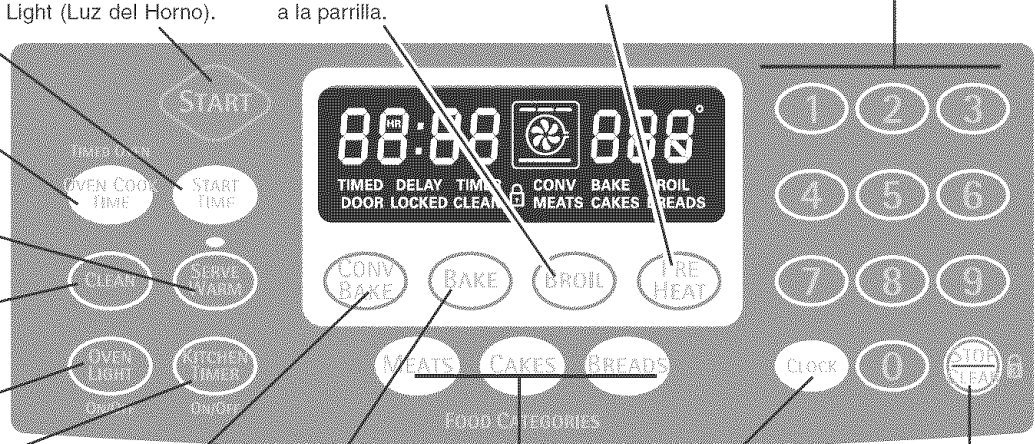 Light (Luz del Horno).
a la parrilla.
START
TIMED OVEN
OVEN COOK TIME
START TIME
88:88
HR
888°
TIMED DELAY TIMER CONV BAKE BROIL
DOOR LOCKED CLEAN MEATS CAKES BREADS
1 2 3
4 5 6
CLEAN
SERVE WARM
CONV BAKE
BAKE
BROIL
PRE HEAT
7 8 9
OVEN LIGHT
ON/OFF
KITCHEN TIMER
ON/OFF
MEATS
CAKES
BREADS
FOOD CATEGORIES
CLOCK
0
STOP CLEAR